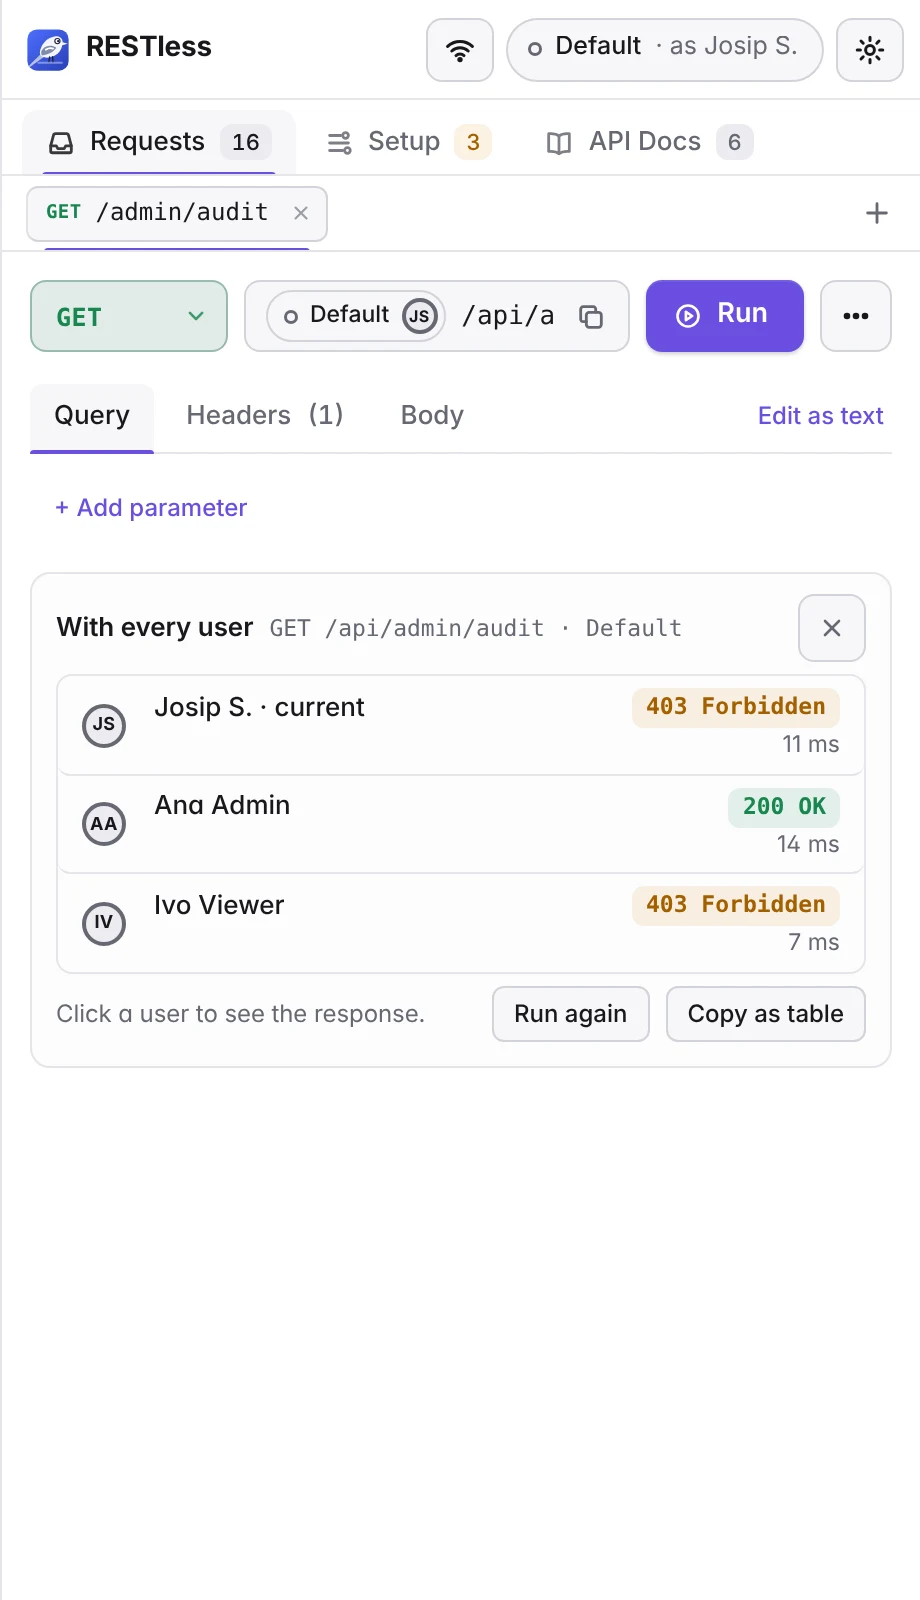 RESTless
Default · as Josip S.
Requests 16
Setup 3
API Docs 6
GET /admin/audit
GET
Default JS /api/a
Run
Query
Headers (1)
Body
Edit as text
+ Add parameter
With every user GET /api/admin/audit · Default
JS Josip S. · current 403 Forbidden
11 ms
AA Ana Admin 200 OK
14 ms
IV Ivo Viewer 403 Forbidden
7 ms
Click a user to see the response.
Run again
Copy as table